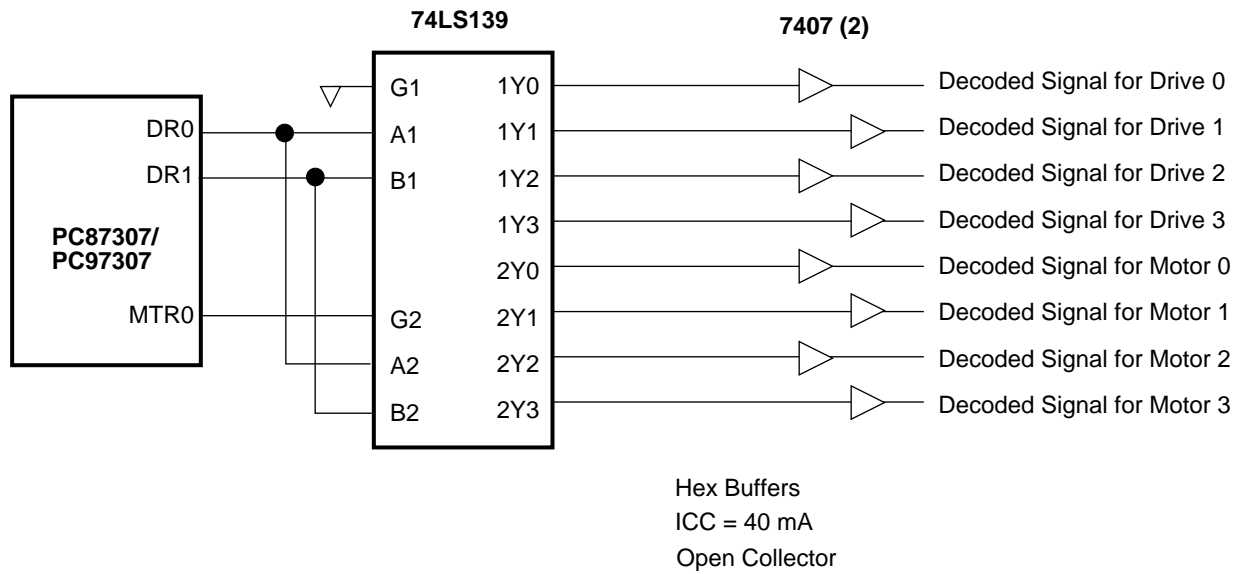 74LS139
7407 (2)
G1
1Y0
Decoded Signal for Drive 0
DR0
A1
1Y1
Decoded Signal for Drive 1
DR1
B1
1Y2
Decoded Signal for Drive 2
1Y3
Decoded Signal for Drive 3
PC87307/
PC97307
2Y0
Decoded Signal for Motor 0
MTR0
G2
2Y1
Decoded Signal for Motor 1
A2
2Y2
Decoded Signal for Motor 2
B2
2Y3
Decoded Signal for Motor 3
Hex Buffers
ICC = 40 mA
Open Collector